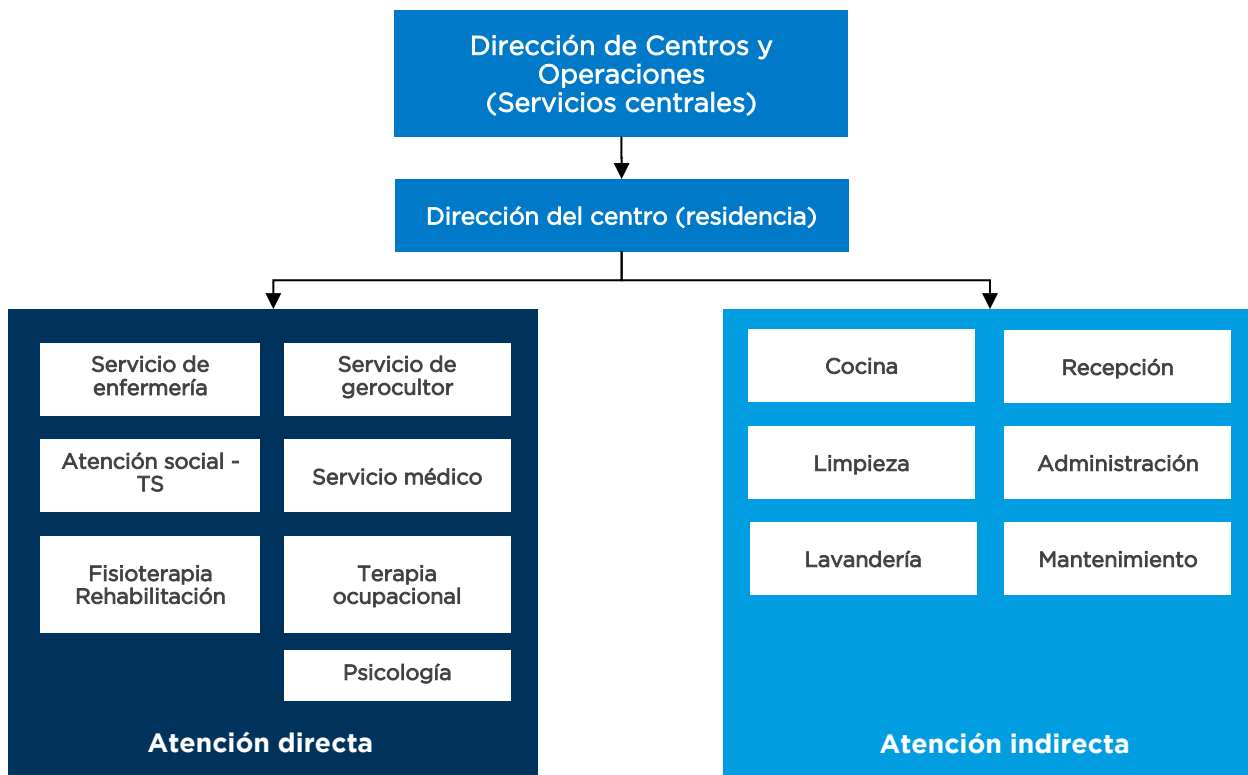 Dirección de Centros y
Operaciones
(Servicios centrales)
Dirección del centro (residencia)
Servicio de
enfermería
Servicio de
gerocultor
Atención social -
TS
Servicio médico
Fisioterapia
Rehabilitación
Terapia
ocupacional
Psicología
Atención directa
Cocina
Recepción
Limpieza
Administración
Lavandería
Mantenimiento
Atención indirecta